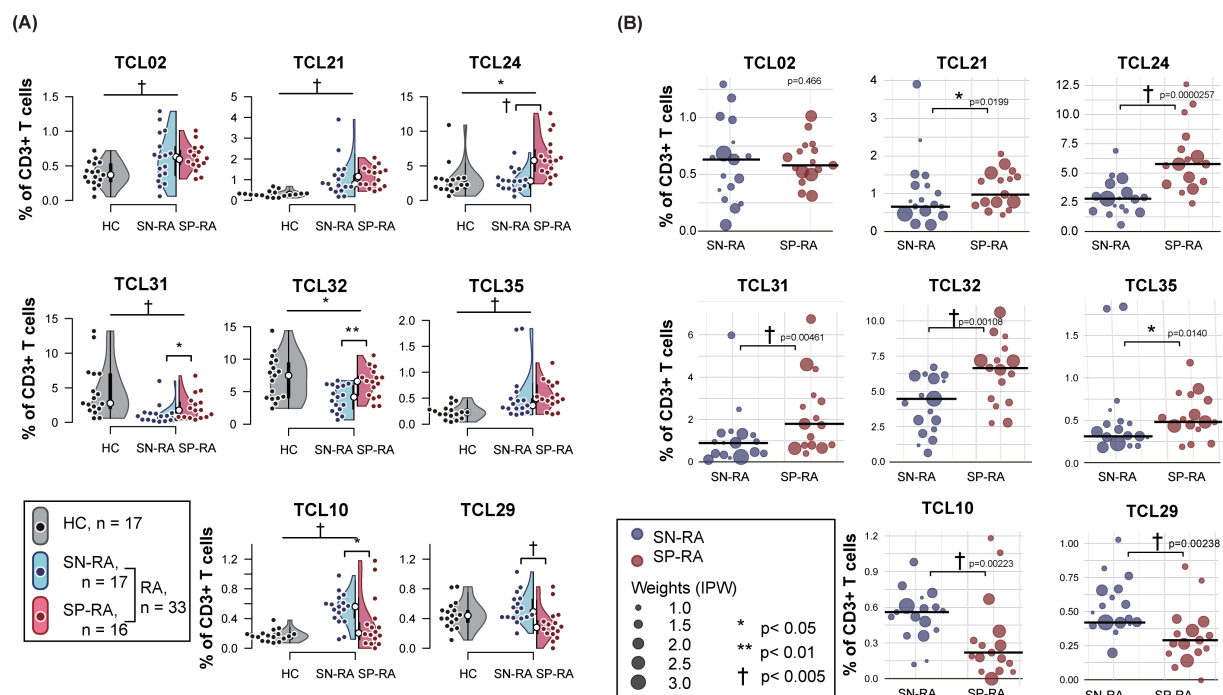 (A)
TCL02
TCL21
TCL24
% of CD3+ T cells
1.5
1.0
0.5
0.0
†
HC SN-RA SP-RA
5
4
3
2
1
0
†
HC SN-RA SP-RA
15
10
5
0
*
†
HC SN-RA SP-RA
TCL31
TCL32
TCL35
% of CD3+ T cells
15
10
5
0
†
*
HC SN-RA SP-RA
15
10
5
0
*
**
HC SN-RA SP-RA
2.0
1.5
1.0
0.5
0.0
†
HC SN-RA SP-RA
HC, n = 17
SN-RA,
n = 17
SP-RA,
n = 16
RA,
n = 33
TCL10
TCL29
% of CD3+ T cells
1.2
0.8
0.4
0.0
†
*
HC SN-RA SP-RA
1.2
0.8
0.4
0.0
†
HC SN-RA SP-RA
(B)
TCL02
TCL21
TCL24
% of CD3+ T cells
1.0
0.5
0.0
p=0.466
SN-RA SP-RA
4
3
2
1
0
*
p=0.0199
SN-RA SP-RA
12.5
10.0
7.5
5.0
2.5
0.0
†
p=0.0000257
SN-RA SP-RA
TCL31
TCL32
TCL35
% of CD3+ T cells
6
4
2
0.0
†
p=0.00461
SN-RA SP-RA
10.0
7.5
5.0
2.5
0.0
†
p=0.00108
SN-RA SP-RA
1.5
1.0
0.5
0.0
*
p=0.0140
SN-RA SP-RA
SN-RA
SP-RA
Weights (IPW)
1.0
1.5
2.0
2.5
3.0
* p< 0.05
** p< 0.01
† p< 0.005
TCL10
TCL29
% of CD3+ T cells
1.2
0.9
0.6
0.3
0.0
†
p=0.00223
SN-RA SP-RA
1.00
0.75
0.50
0.25
0.00
†
p=0.00238
SN-RA SP-RA